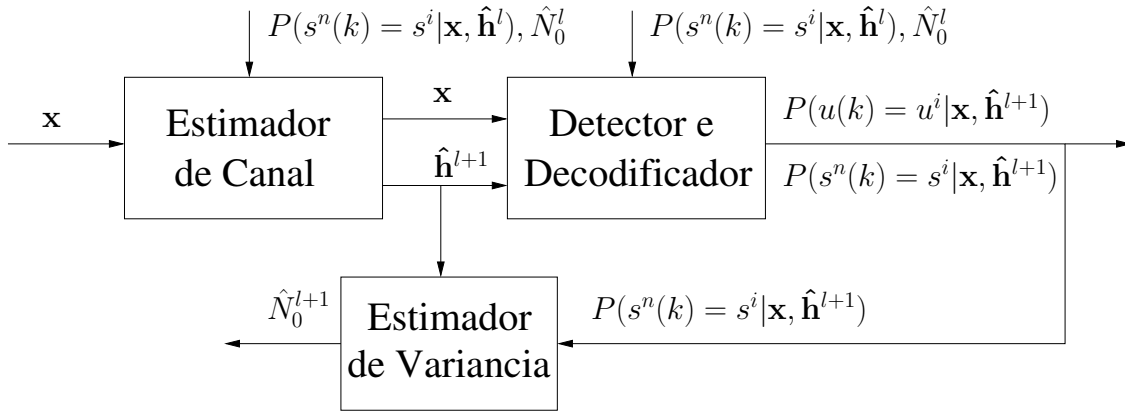 P(s^n(k) = s^i|x, ĥ^l), N̂_0^l
P(s^n(k) = s^i|x, ĥ^l), N̂_0^l
x
Estimador
de Canal
x
ĥ^{l+1}
Detector e
Decodificador
P(u(k) = u^i|x, ĥ^{l+1})
P(s^n(k) = s^i|x, ĥ^{l+1})
N̂_0^{l+1}
Estimador
de Variancia
P(s^n(k) = s^i|x, ĥ^{l+1})